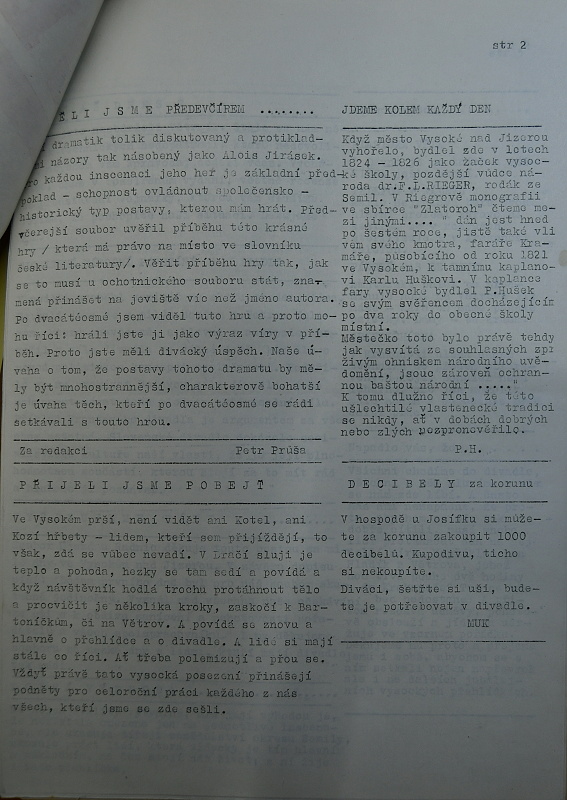 str 2
ĚLI JSME PŘEDEVČÍREM ........
dramatik tolik diskutovaný a protiklad-
názory tak násobený jako Alois Jirásek.
každou inscenaci jeho her je základní před-
poklad - schopnost ovládnout společensko -
historický typ postavy, kterou mám hrát. Před-
včerejší soubor uvěřil příběhu této krásné
hry / která má právo na místo ve slovníku
české literatury/. Věřit příběhu hry tak, jak
se to musí u ochotnického souboru stát, zna-
mená přinášet na jeviště víc než jméno autora.
Po dvacátéosmé jsem viděl tuto hru a proto mo-
hu říci: hráli jste ji jako výraz víry v pří-
běh. Proto jste měli divácký úspěch. Naše ú-
vaha o tom, že postavy tohoto dramatu by mě-
ly být mnohostrannější, charakterově bohatší
je úvaha těch, kteří po dvacátéosmé se rádi
setkávali s touto hrou.
Za redakci Petr Průša
PŘIJELI JSME POBEJT
Ve Vysokém prší, není vidět ani Kotel, ani
Kozí hřbety - lidem, kteří sem přijíždějí, to
však, zdá se vůbec nevadí. V Dračí sluji je
teplo a pohoda, hezky se tam sedí a povídá a
když návštěvník hodlá trochu protáhnout tělo
a procvičit je několika kroky, zaskočí k Bar-
toníčkům, či na Větrov. A povídá se znovu a
hlavně o přehlídce a o divadle. A lidé si mají
stále co říci. Ať třeba polemizují a přou se.
Vždyť právě tato vysocká posezení přinášejí
podněty pro celoroční práci každého z nás
všech, kteří jsme se zde sešli.
JDEME KOLEM KAŽDÝ DEN
Když město Vysoké nad Jizerou
vyhořelo, bydlel zde v letech
1824 - 1826 jako žáček vysoc-
ké školy, pozdější vůdce ná-
roda dr.F.L.RIEGER, rodák ze
Semil. V Riegrově monografii
ve sbírce "Zlatoroh" čteme me-
zi jinými.... " dán jest hned
po šestém roce, jistě také vli
vem svého kmotra, faráře Kra-
máře, působícího od roku 1821
ve Vysokém, k tamnímu kaplano-
vi Karlu Huškovi. V kaplance
fary vysocké bydlel P.Hušek
se svým svěřencem docházejícím
po dva roky do obecné školy
místní.
Městečko toto bylo právě tehdy
jak vysvítá ze souhlasných zpr
živým ohniskem národního uvě-
domění, jsouc zároveň ochran-
nou baštou národní ....."
K tomu dlužno říci, že této
ušlechtilé vlastenecké tradici
se nikdy, ať v dobách dobrých
nebo zlých nezpronevěřilo.
P.H.
DECIBELY za korunu
V hospodě u Josífku si může-
te za korunu zakoupit 1000
decibelů. Kupodivu, ticho
si nekoupíte.
Diváci, šetřte si uši, bude-
te je potřebovat v divadle.
MUK